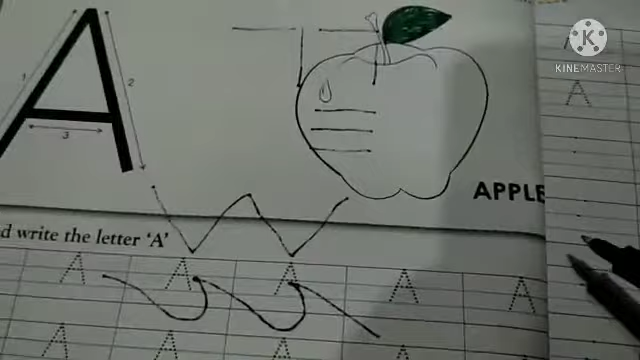 A
1
2
3
APPLE
d write the letter 'A'
A A A A A
A A A A
A
A
KINEMASTER